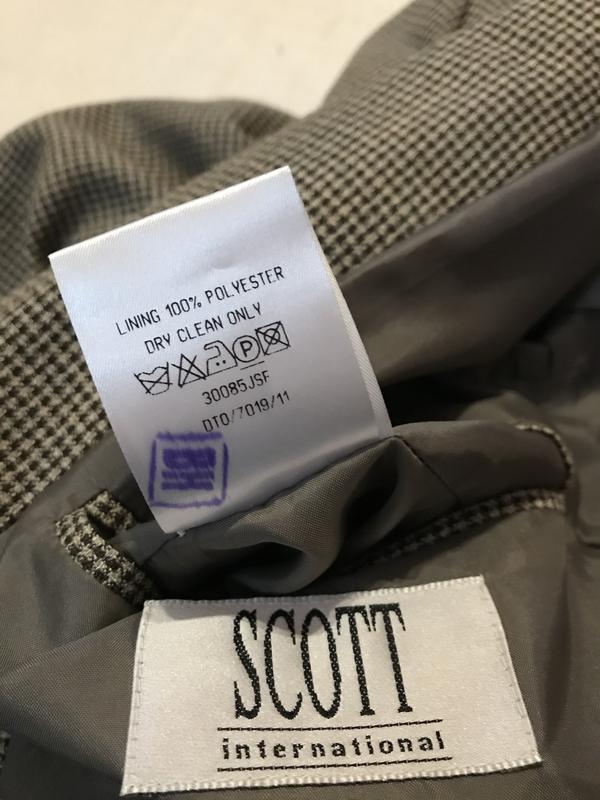 LINING 100% POLYESTER
DRY CLEAN ONLY
P
30085JSF
DTO/7019/11
SCOTT
international